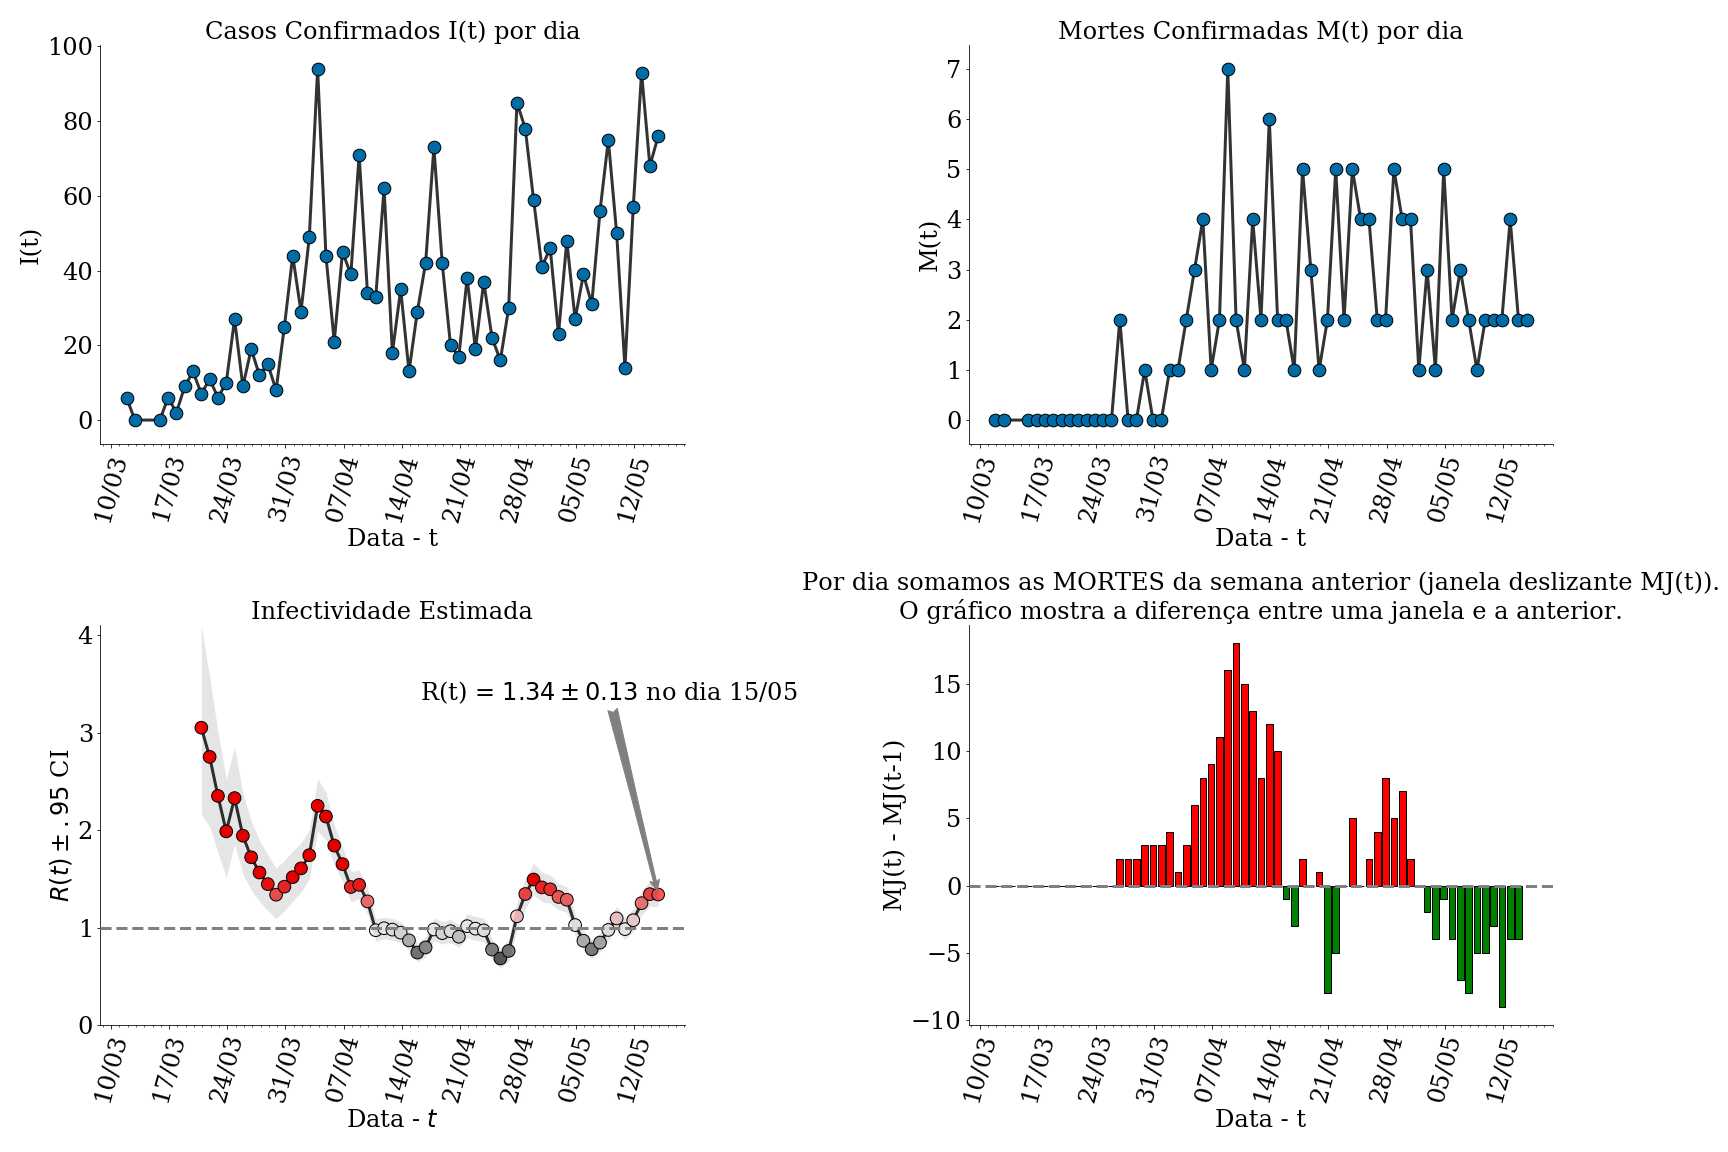 Casos Confirmados I(t) por dia
100
80
60
40
20
0
I(t)
10/03 17/03 24/03 31/03 07/04 14/04 21/04 28/04 05/05 12/05
Data - t
Mortes Confirmadas M(t) por dia
7
6
5
4
3
2
1
0
M(t)
10/03 17/03 24/03 31/03 07/04 14/04 21/04 28/04 05/05 12/05
Data - t
Infectividade Estimada
4
3
2
1
0
R(t) ± .95 CI
R(t) = 1.34 ± 0.13 no dia 15/05
10/03 17/03 24/03 31/03 07/04 14/04 21/04 28/04 05/05 12/05
Data - t
Por dia somamos as MORTES da semana anterior (janela deslizante MJ(t)).
O gráfico mostra a diferença entre uma janela e a anterior.
15
10
5
0
−5
−10
MJ(t) - MJ(t-1)
10/03 17/03 24/03 31/03 07/04 14/04 21/04 28/04 05/05 12/05
Data - t